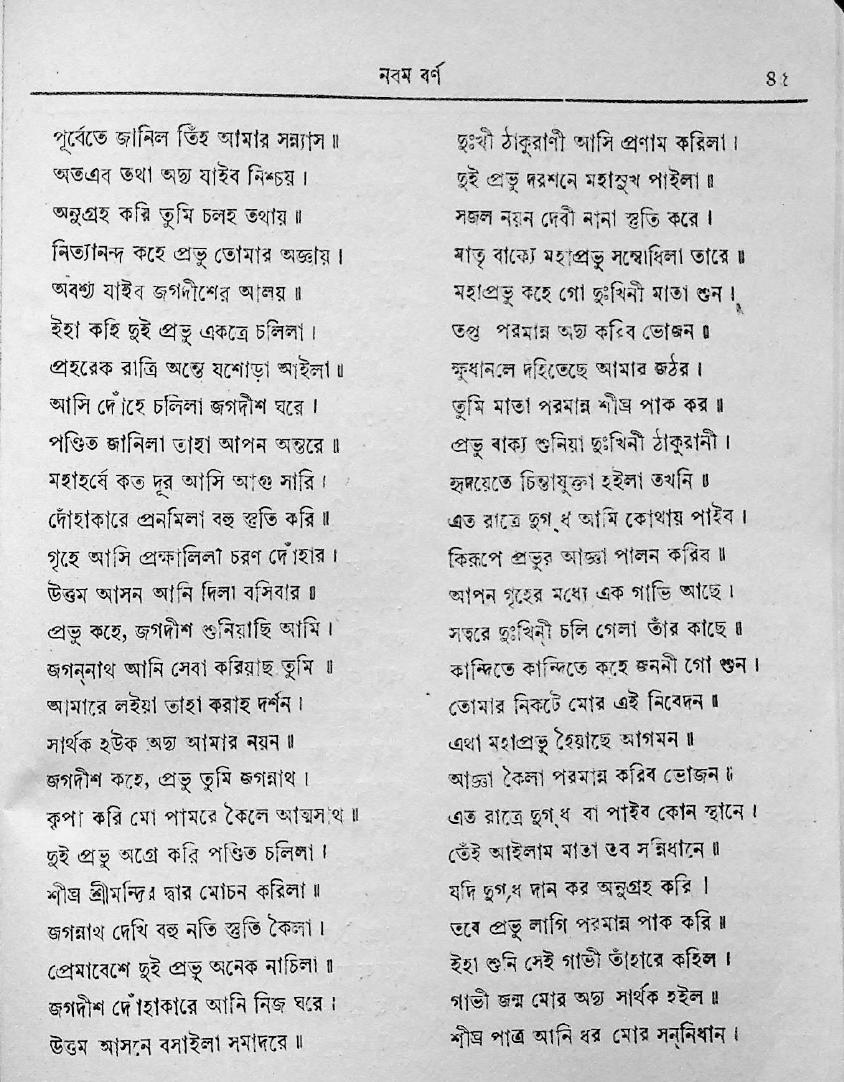 নবম বর্ণ
৪৫
পূর্বেতে জানিল তিঁহ আমার সন্ন্যাস ॥
অতএব তথা অদ্য যাইব নিশ্চয় ।
অনুগ্রহ করি তুমি চলহ তথায় ॥
নিত্যানন্দ কহে প্রভু তোমার অজ্ঞায় ।
অবশ্য যাইব জগদীশের আলয় ॥
ইহা কহি দুই প্রভু একত্রে চলিলা ।
প্রহরেক রাত্রি অন্তে যশোড়া আইলা ॥
আসি দোঁহে চলিলা জগদীশ ঘরে ।
পণ্ডিত জানিলা তাহা আপন অন্তরে ॥
মহাহর্ষে কত দূর আসি আগু সারি ।
দোঁহাকারে প্রনমিলা বহু স্তুতি করি ॥
গৃহে আসি প্রক্ষালিলা চরণ দোঁহার ।
উত্তম আসন আনি দিলা বসিবার ॥
প্রভু কহে, জগদীশ শুনিয়াছি আমি ।
জগন্নাথ আনি সেবা করিয়াছ তুমি ॥
আমারে লইয়া তাহা করাহ দর্শন ।
সার্থক হউক অদ্য আমার নয়ন ॥
জগদীশ কহে, প্রভু তুমি জগন্নাথ ।
কৃপা করি মো পামরে কৈলে আত্মসাথ ॥
দুই প্রভু অগ্রে করি পণ্ডিত চলিলা ।
শীঘ্র শ্রীমন্দির দ্বার মোচন করিলা ॥
জগন্নাথ দেখি বহু নতি স্তুতি কৈলা ।
প্রেমাবেশে দুই প্রভু অনেক নাচিলা ॥
জগদীশ দোঁহাকারে আনি নিজ ঘরে ।
উত্তম আসনে বসাইলা সমাদরে ॥
দুঃখী ঠাকুরাণী আসি প্রণাম করিলা ।
দুই প্রভু দরশনে মহাসুখ পাইলা ॥
সজল নয়ন দেবী নানা স্তুতি করে ।
মাতৃ বাক্যে মহাপ্রভু সম্বোধিলা তারে ॥
মহাপ্রভু কহে গো দুঃখিনী মাতা শুন ।
তপ্ত পরমান্ন অদ্য করিব ভোজন ॥
ক্ষুধানলে দহিতেছে আমার জঠর ।
তুমি মাতা পরমান্ন শীঘ্র পাক কর ॥
প্রভু বাক্য শুনিয়া দুঃখিনী ঠাকুরানী ।
হৃদয়েতে চিন্তাযুক্তা হইলা তখনি ॥
এত রাত্রে দুগ্ধ আমি কোথায় পাইব ।
কিরূপে প্রভুর আজ্ঞা পালন করিব ॥
আপন গৃহের মধ্যে এক গাভি আছে ।
সত্বরে দুঃখিনী চলি গেলা তাঁর কাছে ॥
কান্দিতে কান্দিতে কহে জননী গো শুন ।
তোমার নিকটে মোর এই নিবেদন ॥
এথা মহাপ্রভু হৈয়াছে আগমন ॥
আজ্ঞা কৈলা পরমান্ন করিব ভোজন ॥
এত রাত্রে দুগ্ধ বা পাইব কোন স্থানে ।
তেঁই আইলাম মাতা তব সন্নিধানে ॥
যদি দুগ্ধ দান কর অনুগ্রহ করি ।
তবে প্রভু লাগি পরমান্ন পাক করি ॥
ইহা শুনি সেই গাভী তাঁহারে কহিল ।
গাভী জন্ম মোর অদ্য সার্থক হইল ॥
শীঘ্র পাত্র আনি ধর মোর সন্নিধান ।